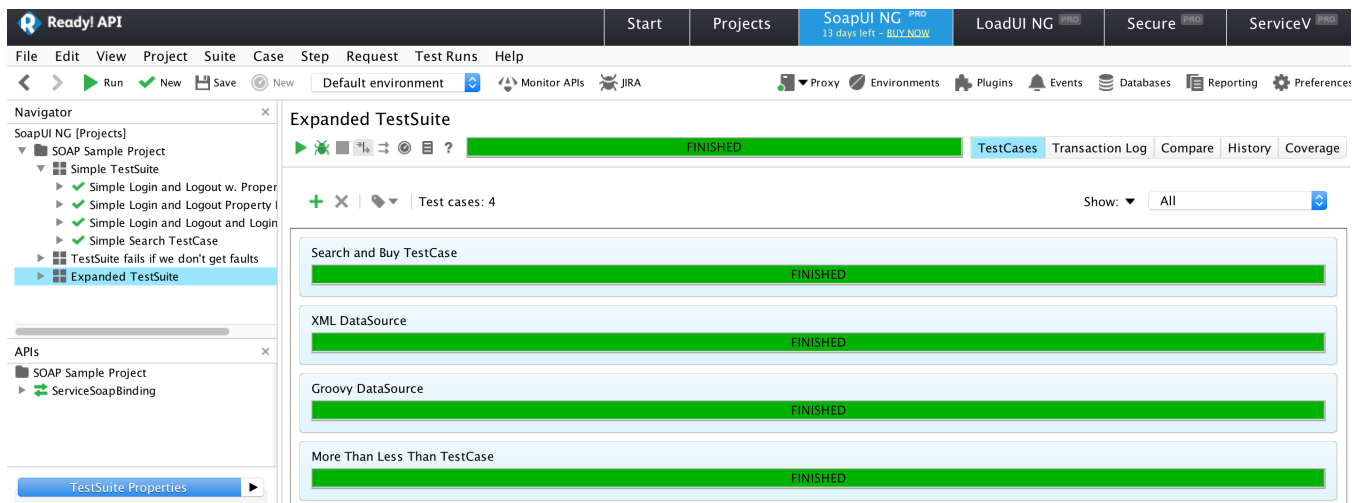 Ready! API
Start
Projects
SoapUI NG PRO
13 days left – BUY NOW
LoadUI NG PRO
Secure PRO
ServiceV PRO
File Edit View Project Suite Case Step Request Test Runs Help
Run New Save New Default environment Monitor APIs JIRA Proxy Environments Plugins Events Databases Reporting Preferences
Navigator
SoapUI NG [Projects]
SOAP Sample Project
Simple TestSuite
Simple Login and Logout w. Proper
Simple Login and Logout Property
Simple Login and Logout and Login
Simple Search TestCase
TestSuite fails if we don't get faults
Expanded TestSuite
APIs
SOAP Sample Project
ServiceSoapBinding
TestSuite Properties
Expanded TestSuite
? FINISHED TestCases Transaction Log Compare History Coverage
Test cases: 4 Show: All
Search and Buy TestCase
FINISHED
XML DataSource
FINISHED
Groovy DataSource
FINISHED
More Than Less Than TestCase
FINISHED